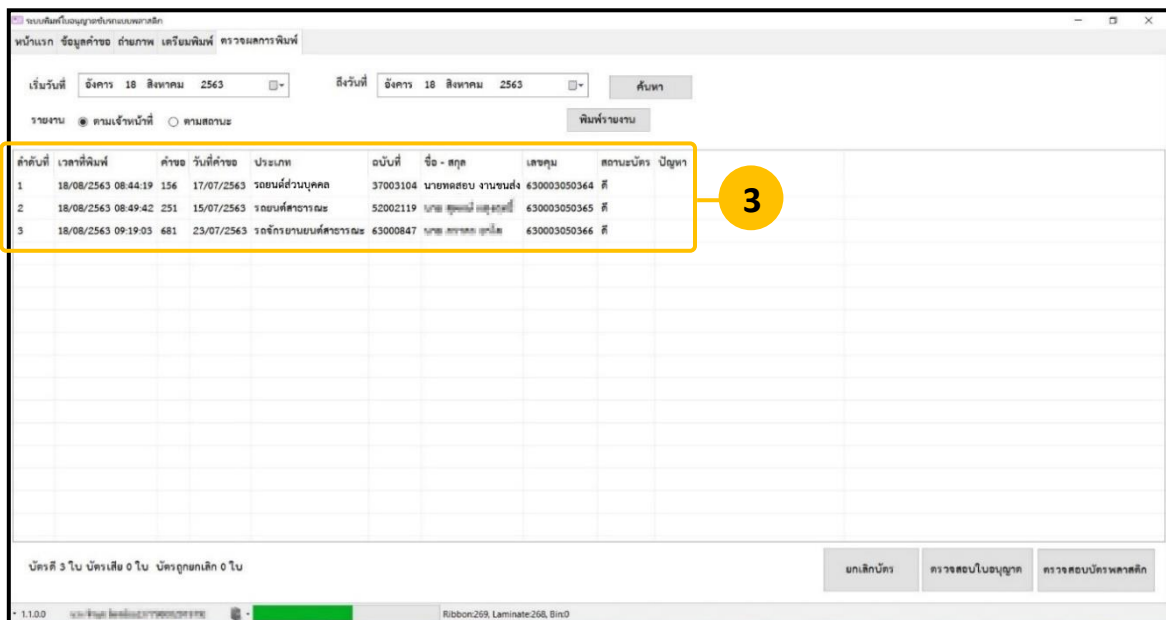 ระบบพิมพ์ใบอนุญาตขับรถแบบพลาสติก
หน้าแรก ข้อมูลคำขอ ถ่ายภาพ เตรียมพิมพ์ ตรวจผลการพิมพ์
เริ่มวันที่ อังคาร 18 สิงหาคม 2563 ถึงวันที่ อังคาร 18 สิงหาคม 2563 ค้นหา
รายงาน ตามเจ้าหน้าที่ ตามสถานะ พิมพ์รายงาน
ลำดับที่ เวลาที่พิมพ์ คำขอ วันที่คำขอ ประเภท ฉบับที่ ชื่อ - สกุล เลขคุม สถานะบัตร ปัญหา
1 18/08/2563 08:44:19 156 17/07/2563 รถยนต์ส่วนบุคคล 37003104 นายทดสอบ งานขนส่ง 630003050364 ดี
2 18/08/2563 08:49:42 251 15/07/2563 รถยนต์สาธารณะ 52002119 นาย 630003050365 ดี
3 18/08/2563 09:19:03 681 23/07/2563 รถจักรยานยนต์สาธารณะ 63000847 นาย 630003050366 ดี
3
บัตรดี 3 ใบ บัตรเสีย 0 ใบ บัตรถูกยกเลิก 0 ใบ ยกเลิกบัตร ตรวจสอบใบอนุญาต ตรวจสอบบัตรพลาสติก
1.1.0.0 Ribbon:269, Laminate:268, Bin:0